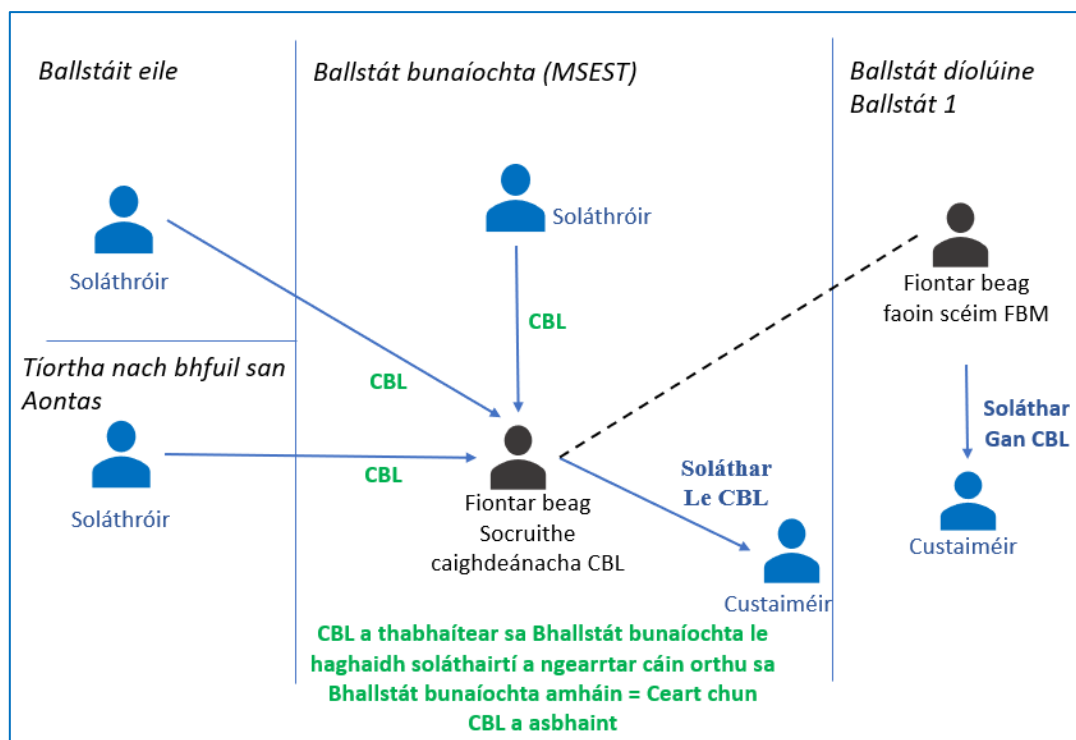 Ballstáit eile
Ballstát bunaíochta (MSEST)
Ballstát díolúine
Ballstát 1
Soláthróir
Soláthróir
Fiontar beag
faoin scéim FBM
CBL
Tíortha nach bhfuil san
Aontas
CBL
Soláthar
Gan CBL
CBL
Soláthar
Le CBL
Soláthróir
Fiontar beag
Socruithe
caighdeánacha CBL
Custaiméir
Custaiméir
CBL a thabhaítear sa Bhallstát bunaíochta le
haghaidh soláthairtí a ngearrtar cáin orthu sa
Bhallstát bunaíochta amháin = Ceart chun
CBL a asbhaint